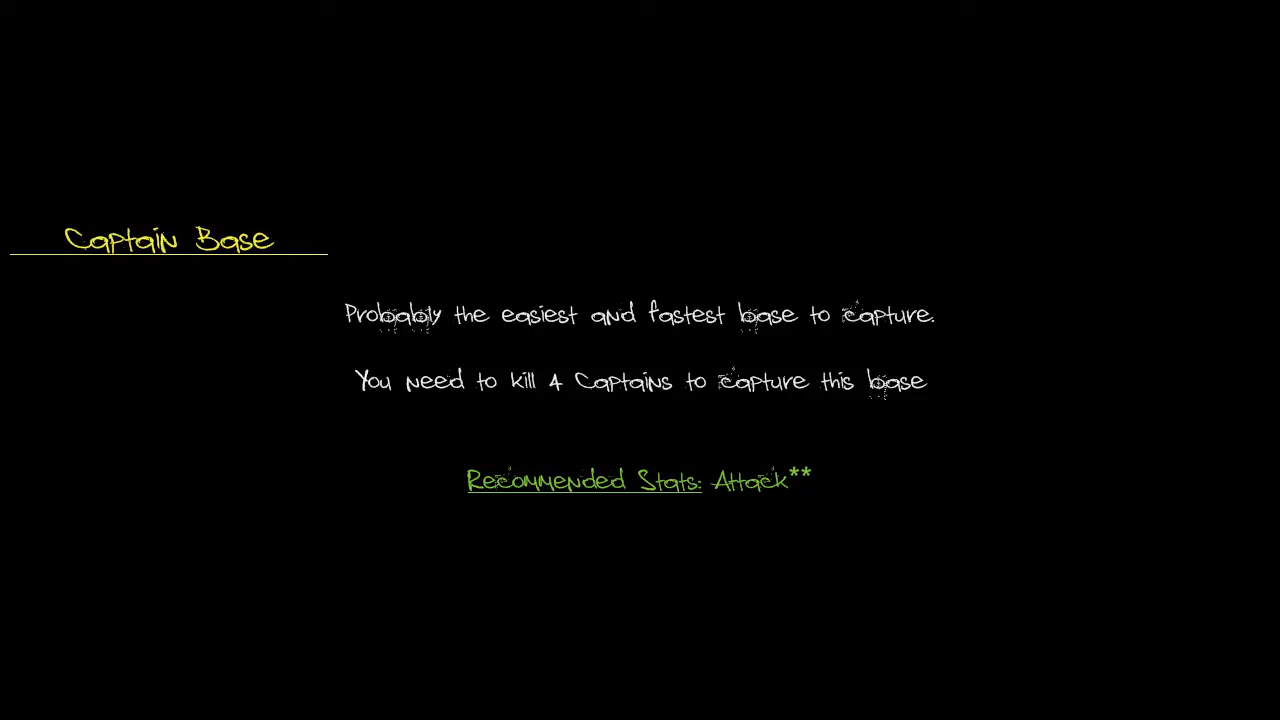 Captain Base
Probably the easiest and fastest base to capture.
You need to kill 4 Captains to capture this base
Recommended Stats: Attack**